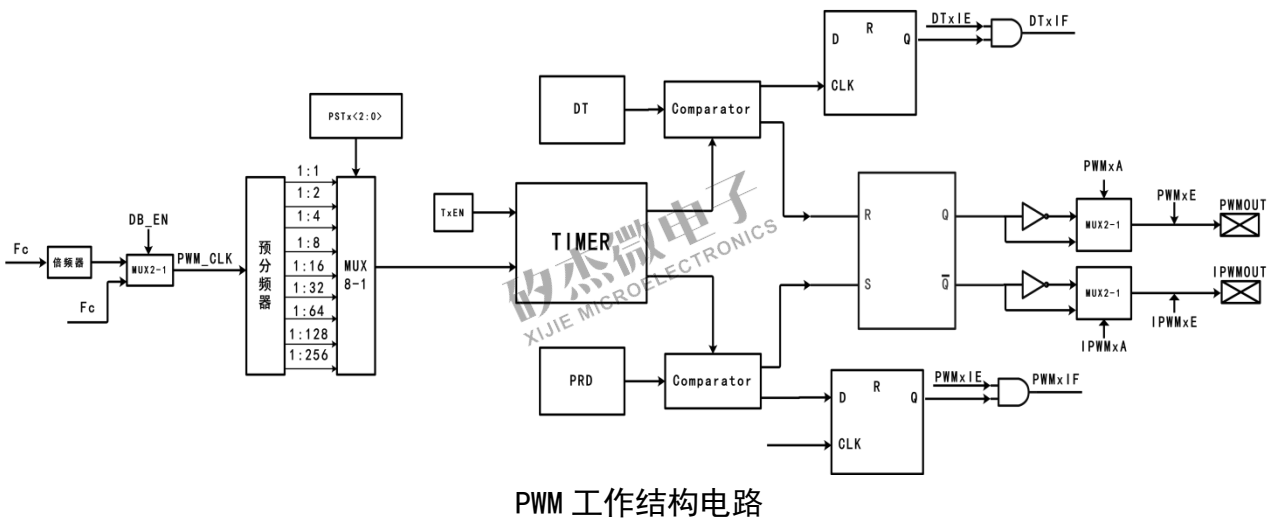 DTxIE
DTxIF
D
R
Q
CLK
DT
Comparator
PSTx<2:0>
1:1
1:2
1:4
1:8
1:16
1:32
1:64
1:128
1:256
DB_EN
Fc
倍频器
MUX2-1
PWM_CLK
Fc
预分频器
MUX
8-1
TxEN
TIMER
R
Q
S
Q̅
PWMxA
MUX2-1
PWMxE
PWMOUT
MUX2-1
IPWMxE
IPWMOUT
IPWMxA
PRD
Comparator
D
R
Q
CLK
PWMxIE
PWMxIF
矽杰微电子
XIJIE MICROELECTRONICS
PWM 工作结构电路